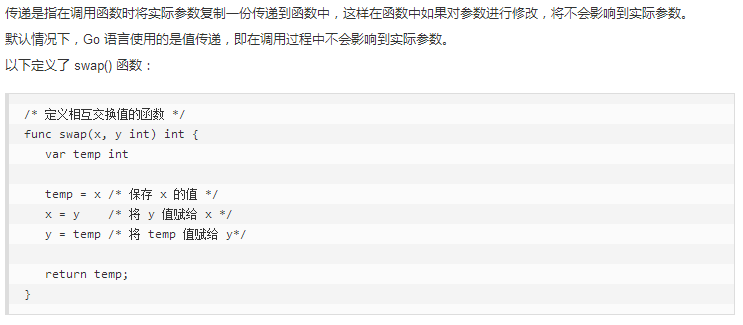 传递是指在调用函数时将实际参数复制一份传递到函数中，这样在函数中如果对参数进行修改，将不会影响到实际参数。
默认情况下，Go 语言使用的是值传递，即在调用过程中不会影响到实际参数。
以下定义了 swap() 函数：
/* 定义相互交换值的函数 */
func swap(x, y int) int {
   var temp int
   temp = x /* 保存 x 的值 */
   x = y    /* 将 y 值赋给 x */
   y = temp /* 将 temp 值赋给 y*/
   return temp;
}